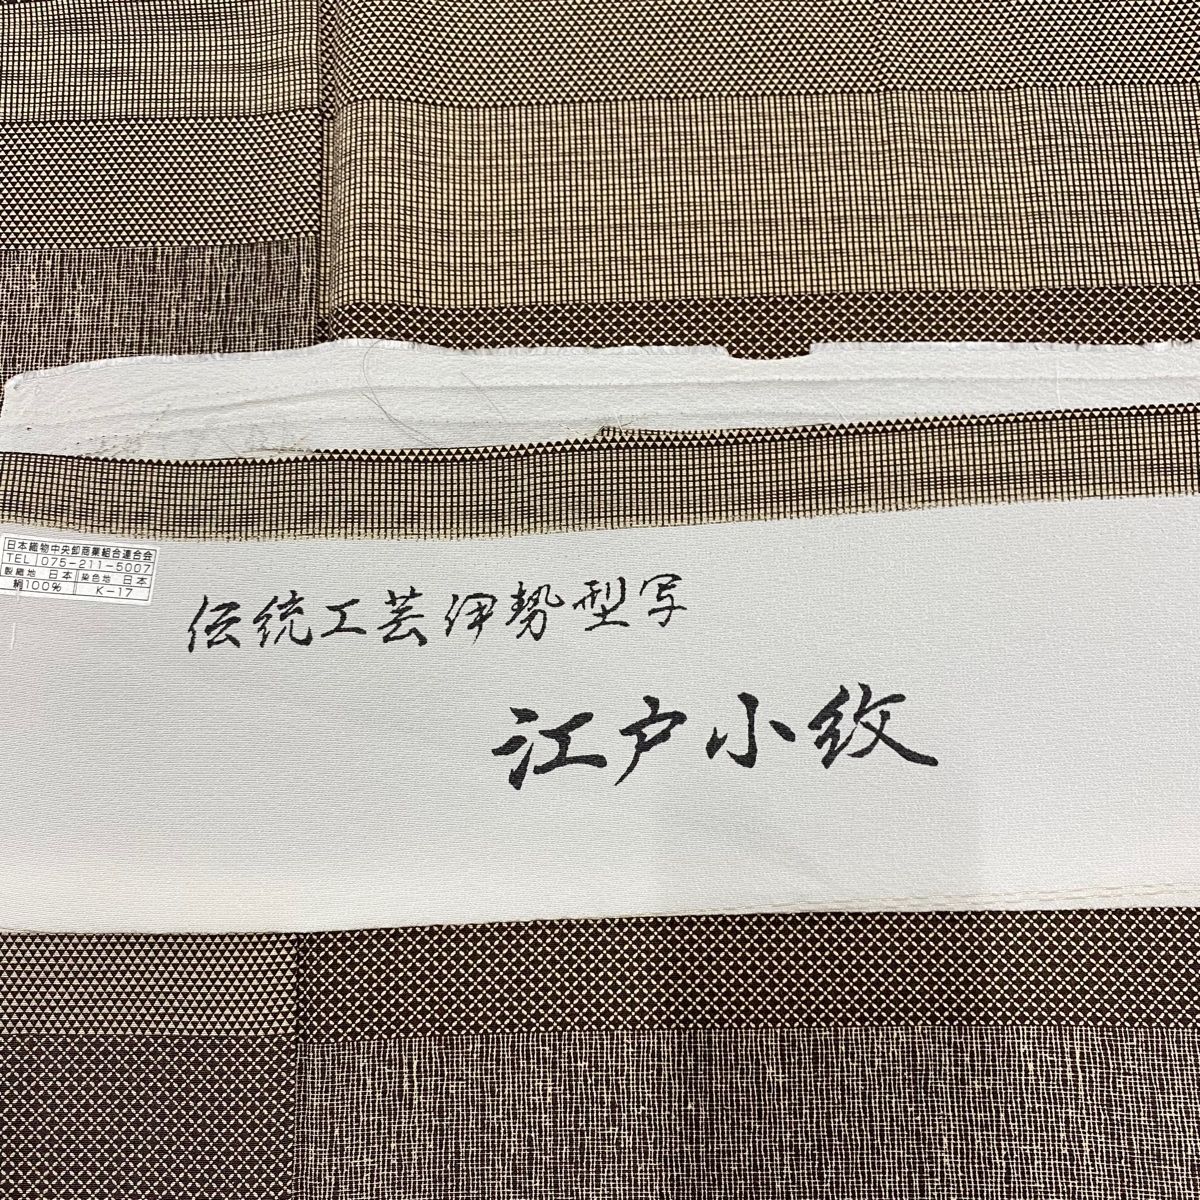 日本織物中央卸商業組合連合会
TEL 075-211-5007
製織地 日本 染色地 日本
絹100% K-17
伝統工芸伊勢型写
江戸小紋